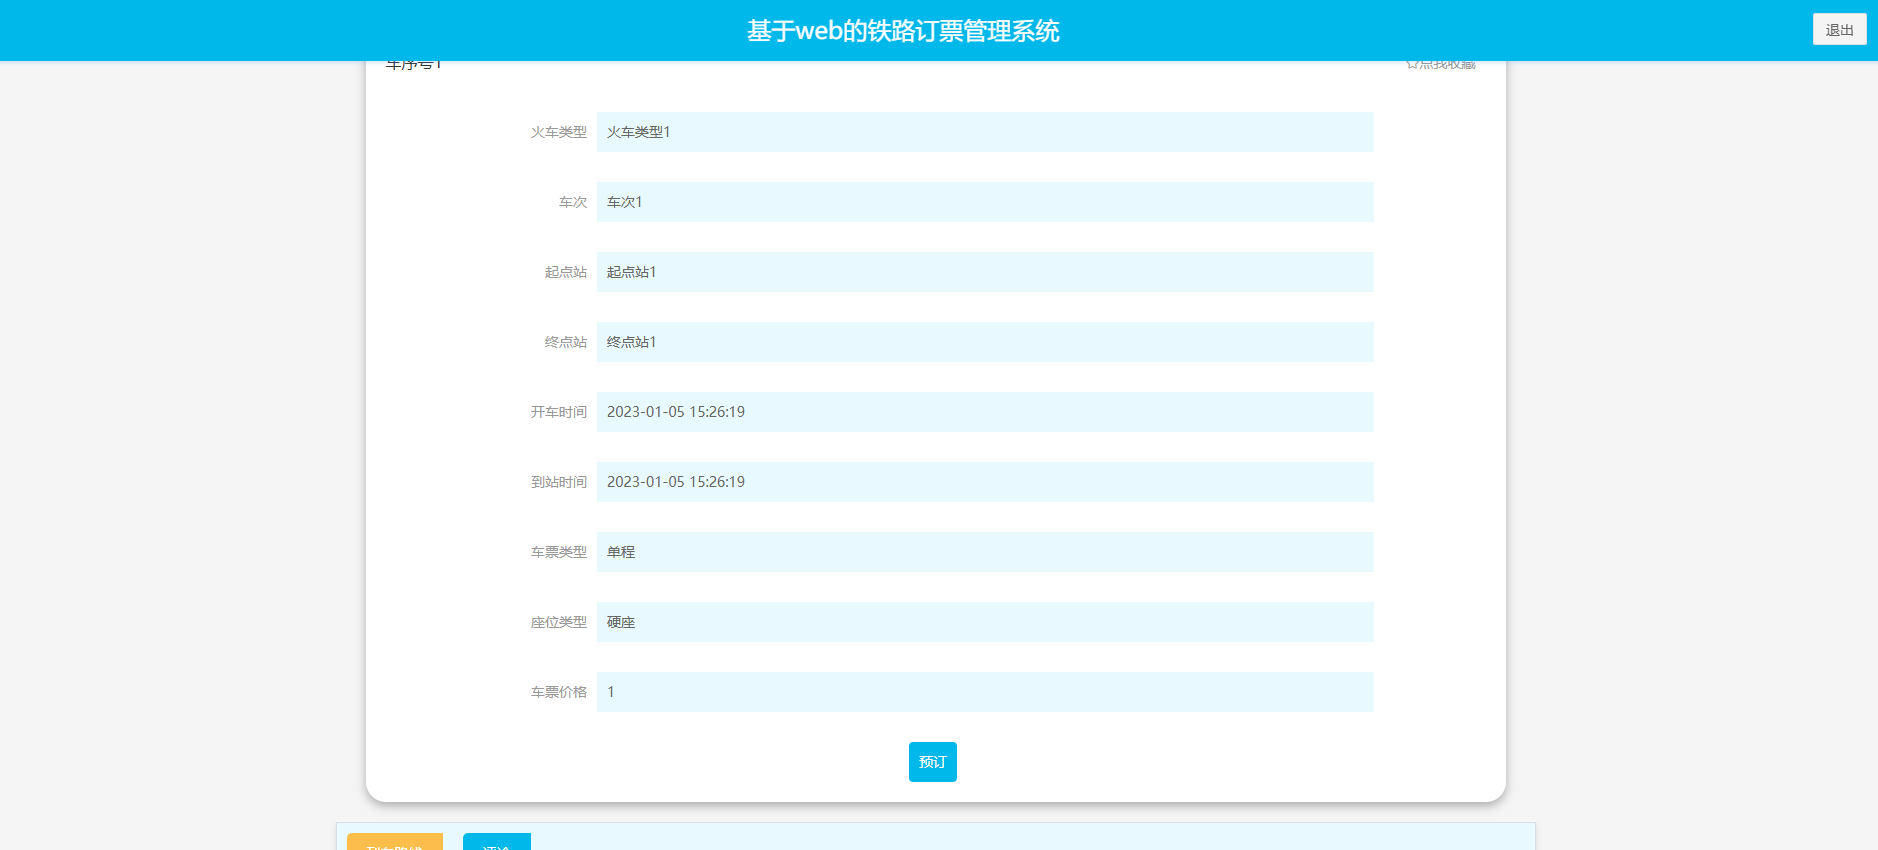 基于web的铁路订票管理系统
退出
车序号1
☆点我收藏
火车类型 火车类型1
车次 车次1
起点站 起点站1
终点站 终点站1
开车时间 2023-01-05 15:26:19
到站时间 2023-01-05 15:26:19
车票类型 单程
座位类型 硬座
车票价格 1
预订